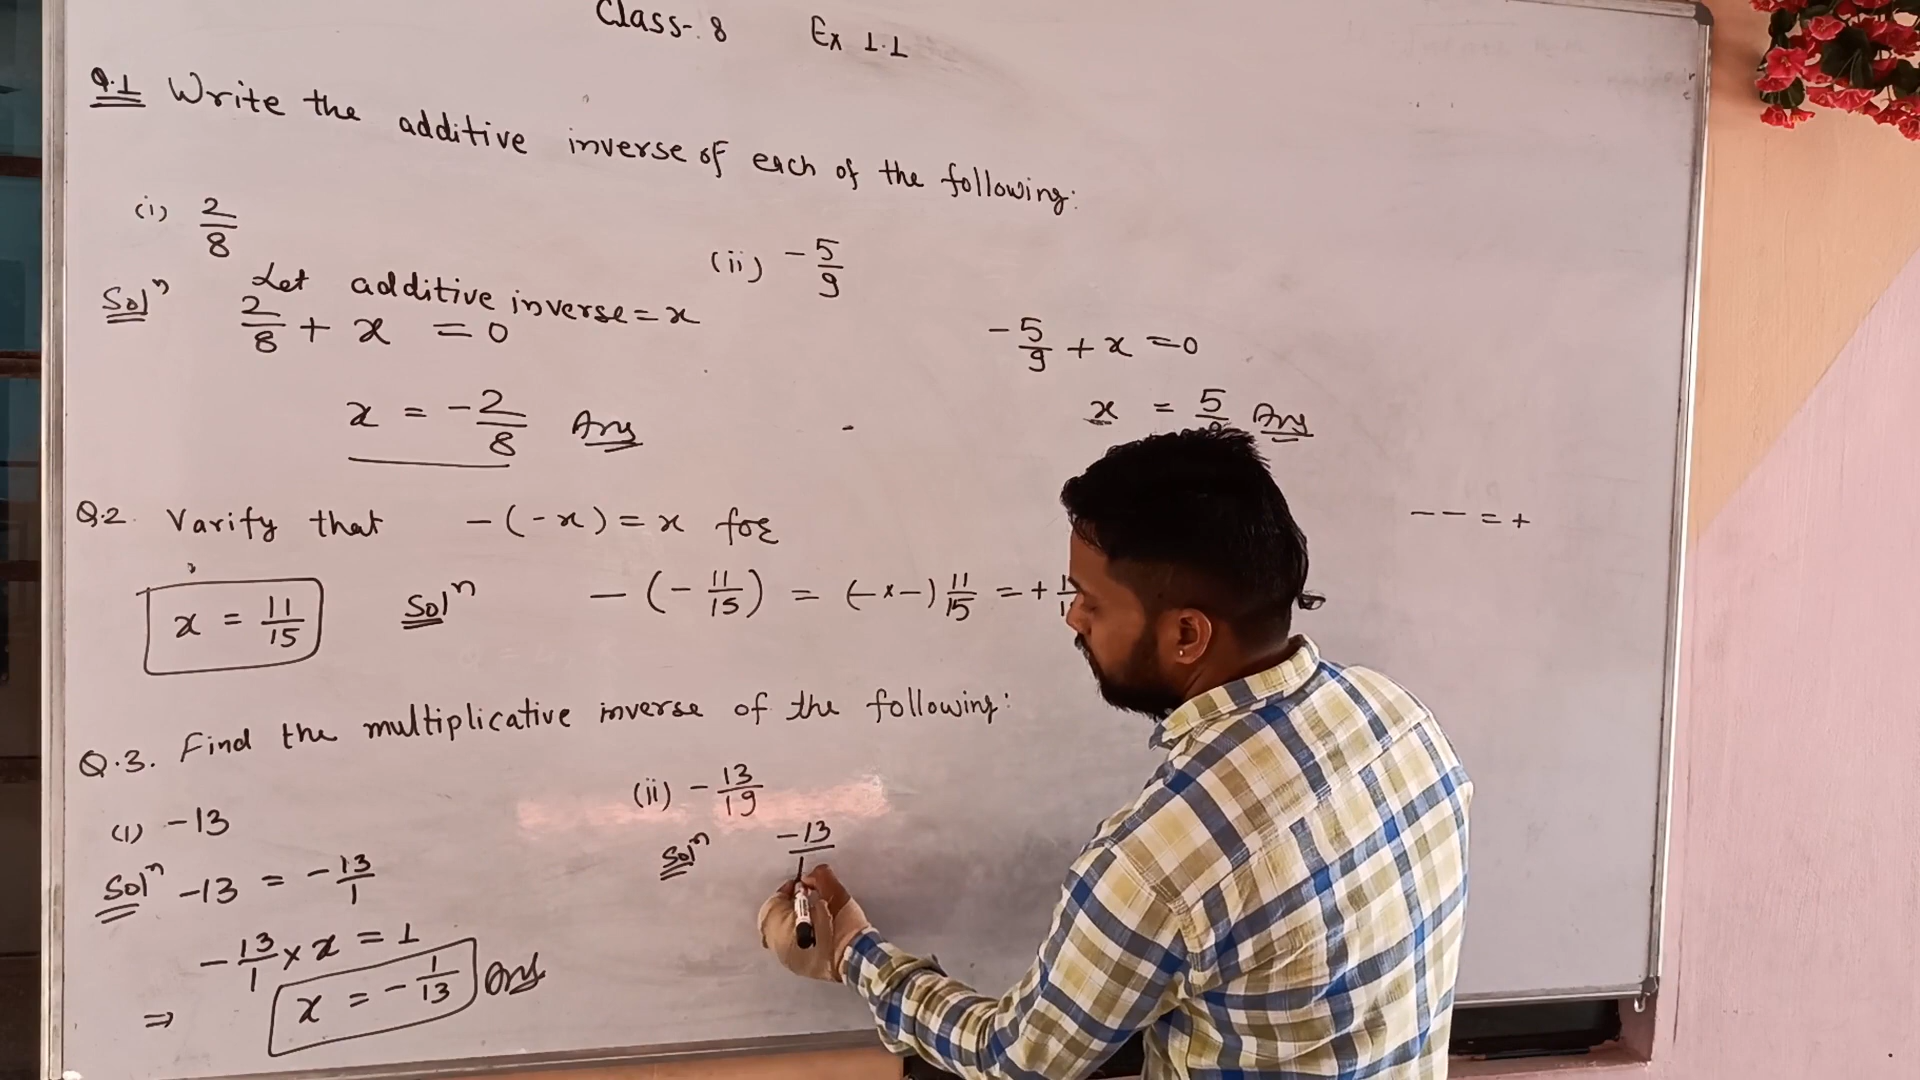 Class-8 Ex 1.1
Q.1 Write the additive inverse of each of the following:
(i) 2/8
(ii) -5/9
Solⁿ Let additive inverse = x
2/8 + x = 0
x = -2/8 Ans
-5/9 + x = 0
x = 5/9 Ans
Q.2. Varify that -(-x) = x for
- - = +
x = 11/15
Solⁿ -(-11/15) = (-×-) 11/15 = +
Q.3. Find the multiplicative inverse of the following:
(i) -13
Solⁿ -13 = -13/1
-13/1 × x = 1
⇒ x = -1/13 Ans
(ii) -13/19
Solⁿ -13/1